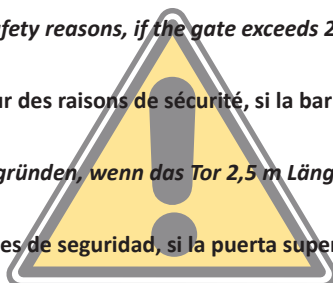 afety reasons, if the gate exceeds 2
ur des raisons de sécurité, si la bar
gründen, wenn das Tor 2,5 m Läng
es de seguridad, si la puerta super